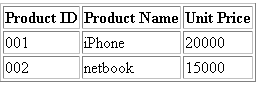 Product ID Product Name Unit Price
001 iPhone 20000
002 netbook 15000